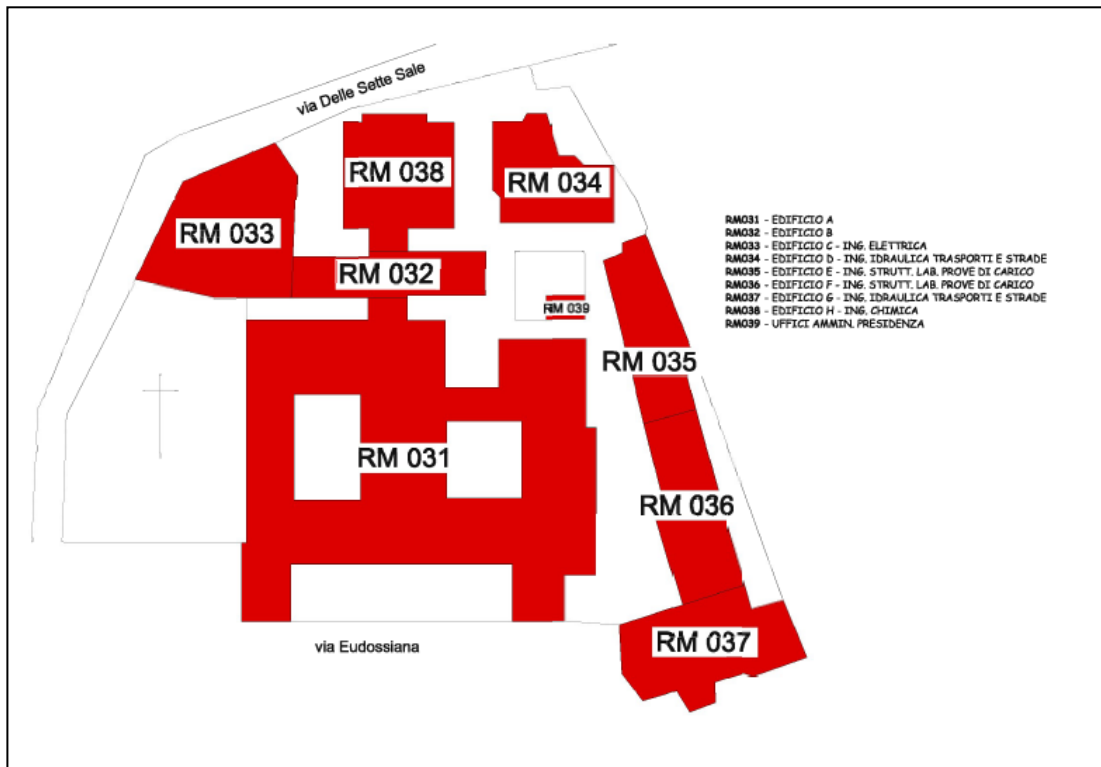 via Delle Sette Sale
RM 038
RM 034
RM 033
RM 032
RM 039
RM 035
RM 031
RM 036
RM 037
via Eudossiana
RM031 - EDIFICIO A
RM032 - EDIFICIO B
RM033 - EDIFICIO C - ING. ELETTRICA
RM034 - EDIFICIO D - ING. IDRAULICA TRASPORTI E STRADE
RM035 - EDIFICIO E - ING. STRUTT. LAB. PROVE DI CARICO
RM036 - EDIFICIO F - ING. STRUTT. LAB. PROVE DI CARICO
RM037 - EDIFICIO G - ING. IDRAULICA TRASPORTI E STRADE
RM038 - EDIFICIO H - ING. CHIMICA
RM039 - UFFICI AMMIN. PRESIDENZA